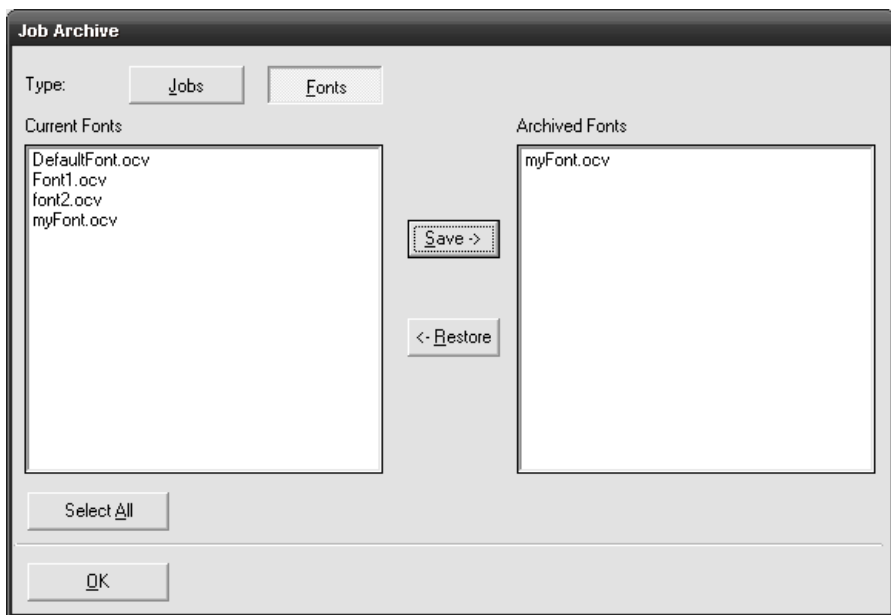 Job Archive
Type:
Jobs
Fonts
Current Fonts
Archived Fonts
DefaultFont.ocv
Font1.ocv
font2.ocv
myFont.ocv
myFont.ocv
Save ->
<- Restore
Select All
OK